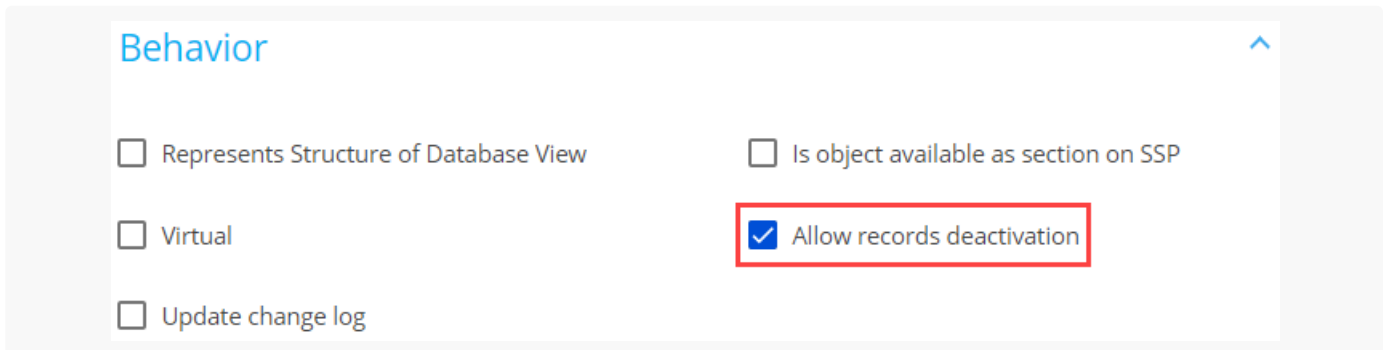 Behavior
Represents Structure of Database View
Is object available as section on SSP
Virtual
Allow records deactivation
Update change log